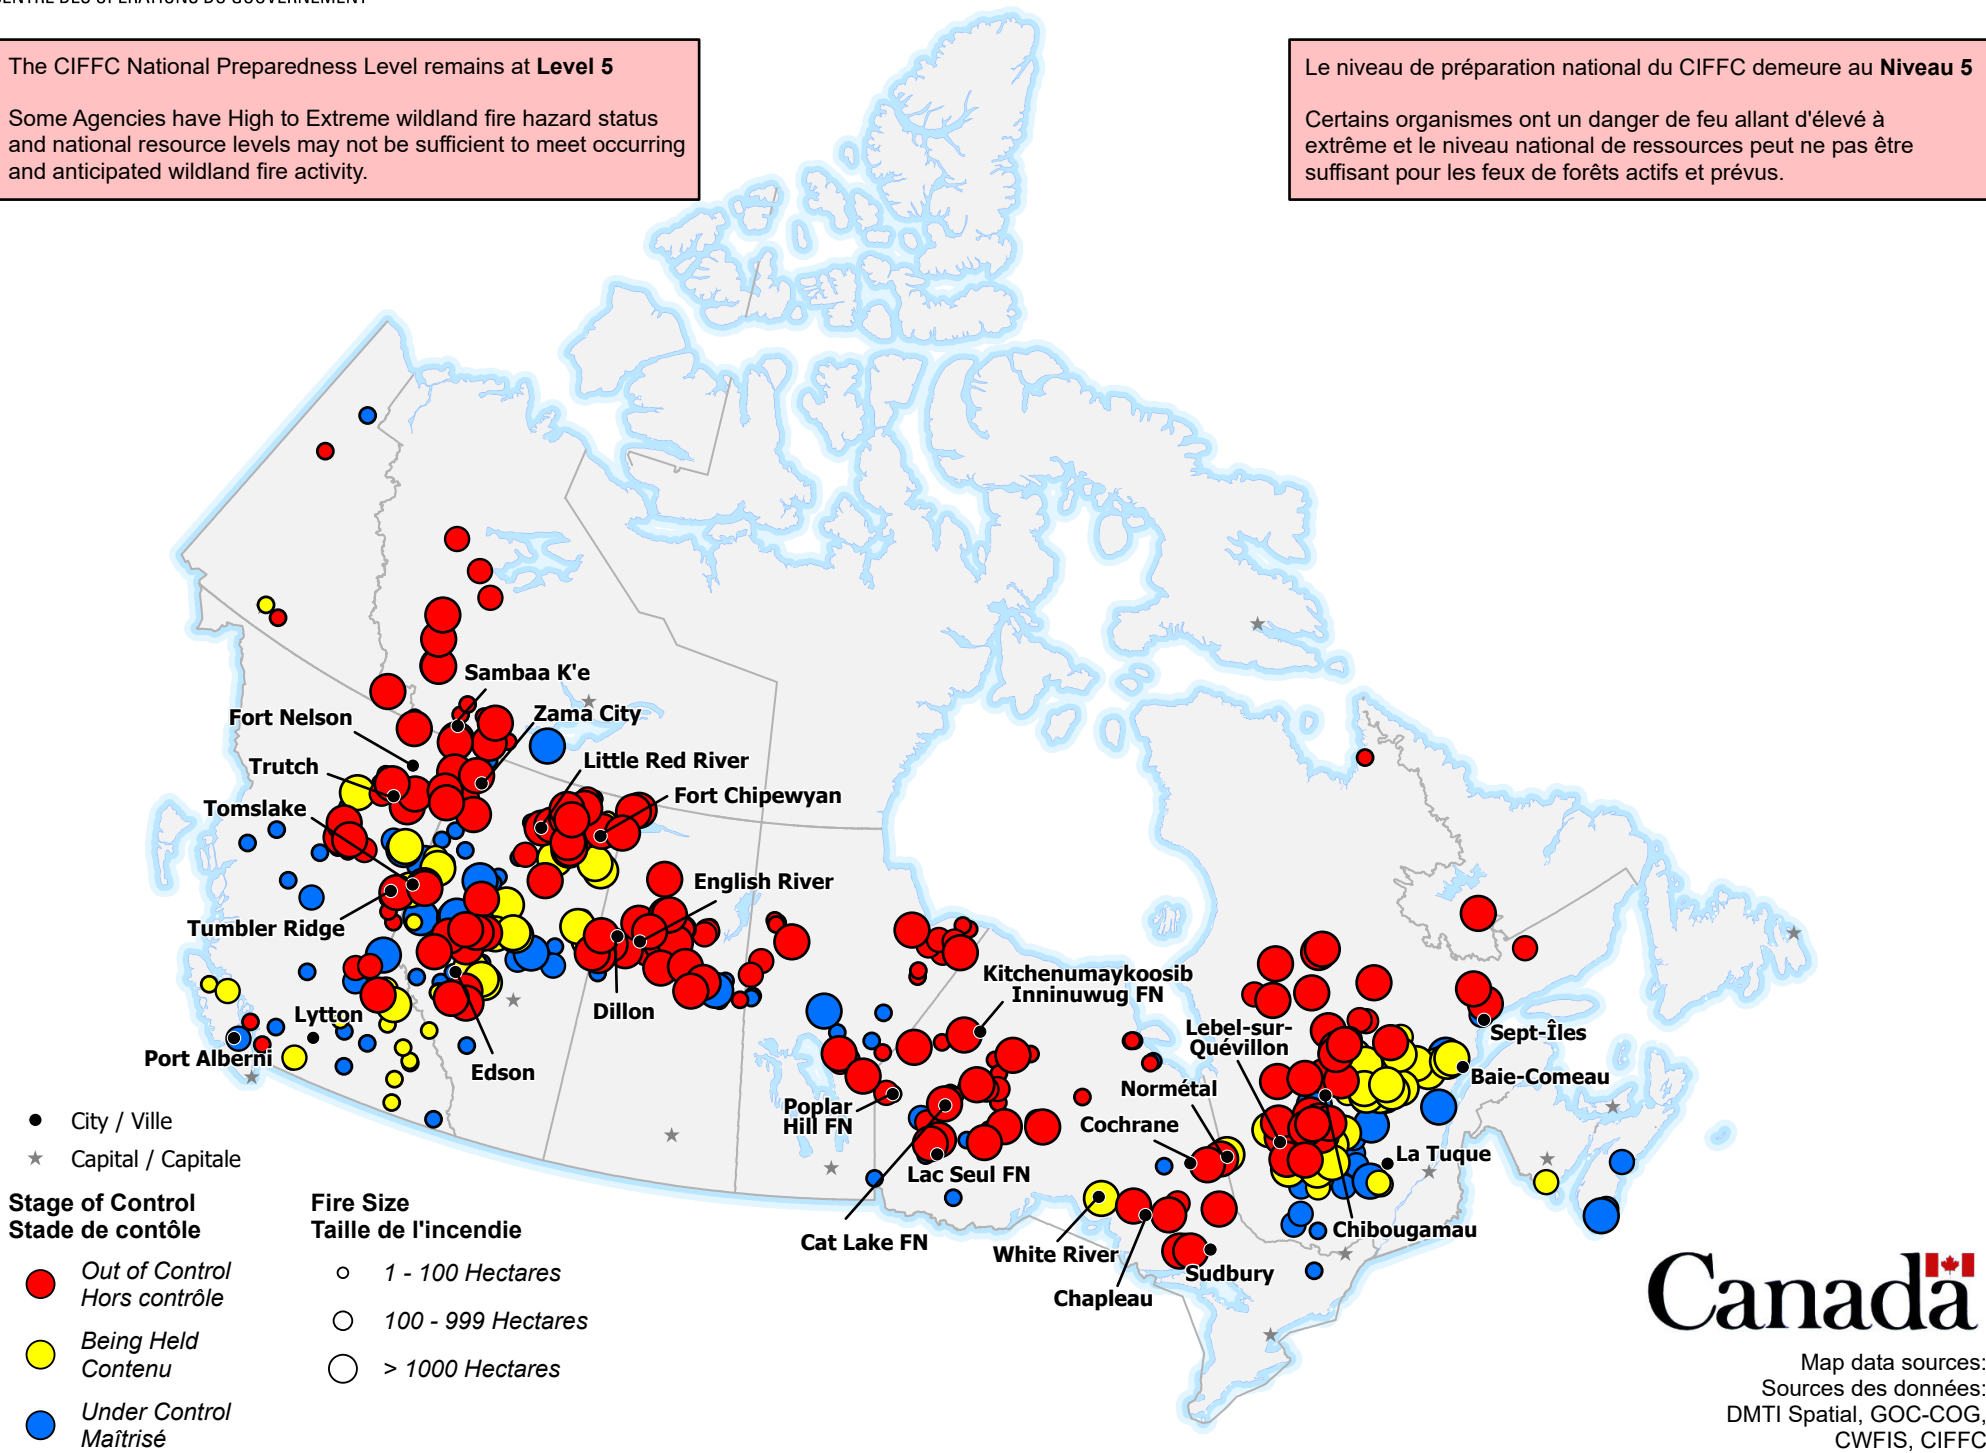 CENTRE DES OPÉRATIONS DU GOUVERNEMENT
The CIFFC National Preparedness Level remains at Level 5
Some Agencies have High to Extreme wildland fire hazard status
and national resource levels may not be sufficient to meet occurring
and anticipated wildland fire activity.
Le niveau de préparation national du CIFFC demeure au Niveau 5
Certains organismes ont un danger de feu allant d'élevé à
extrême et le niveau national de ressources peut ne pas être
suffisant pour les feux de forêts actifs et prévus.
Sambaa K'e
Fort Nelson
Zama City
Trutch
Little Red River
Tomslake
Fort Chipewyan
English River
Tumbler Ridge
Kitchenumaykoosib
Inninuwug FN
Dillon
Lytton
Port Alberni
Edson
Lebel-sur-
Quévillon
Sept-Îles
Normétal
Baie-Comeau
Poplar
Hill FN
Cochrane
La Tuque
Lac Seul FN
Cat Lake FN
White River
Chibougamau
Sudbury
Chapleau
City / Ville
Capital / Capitale
Stage of Control
Stade de contôle
Out of Control
Hors contrôle
Being Held
Contenu
Under Control
Maîtrisé
Fire Size
Taille de l'incendie
1 - 100 Hectares
100 - 999 Hectares
> 1000 Hectares
Canada
Map data sources:
Sources des données:
DMTI Spatial, GOC-COG,
CWFIS, CIFFC